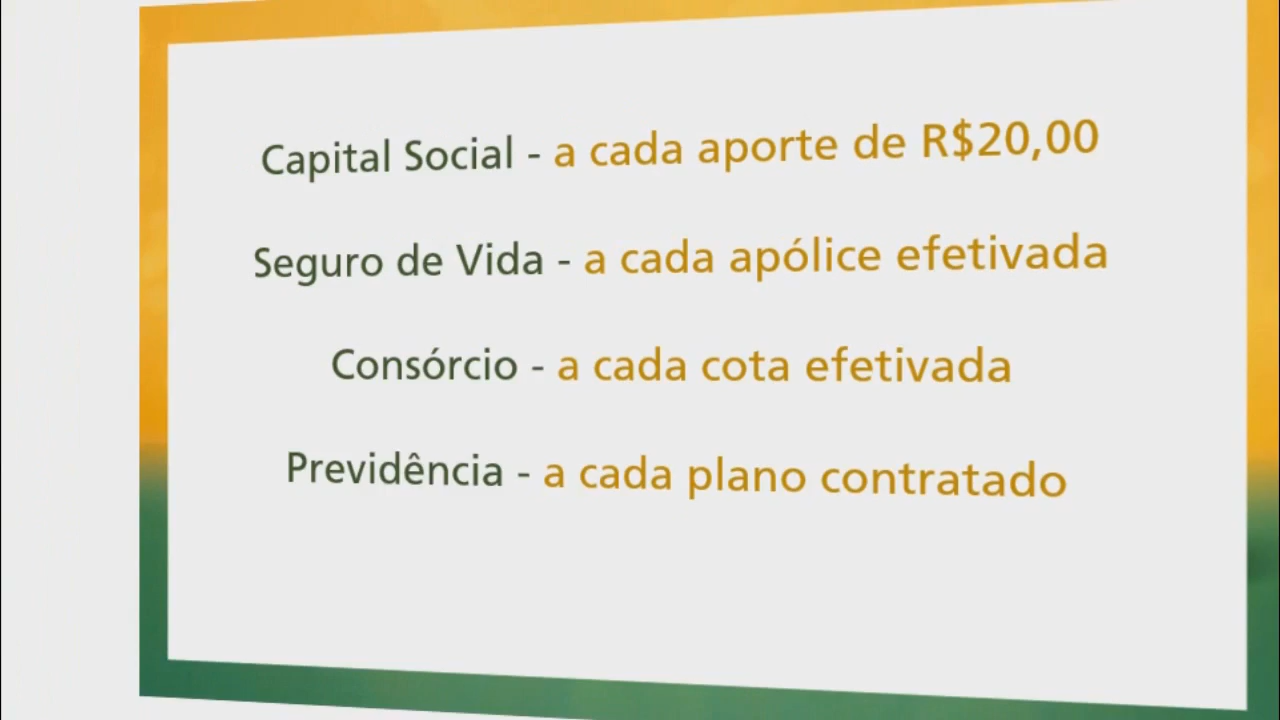 Capital Social - a cada aporte de R$20,00
Seguro de Vida - a cada apólice efetivada
Consórcio - a cada cota efetivada
Previdência - a cada plano contratado